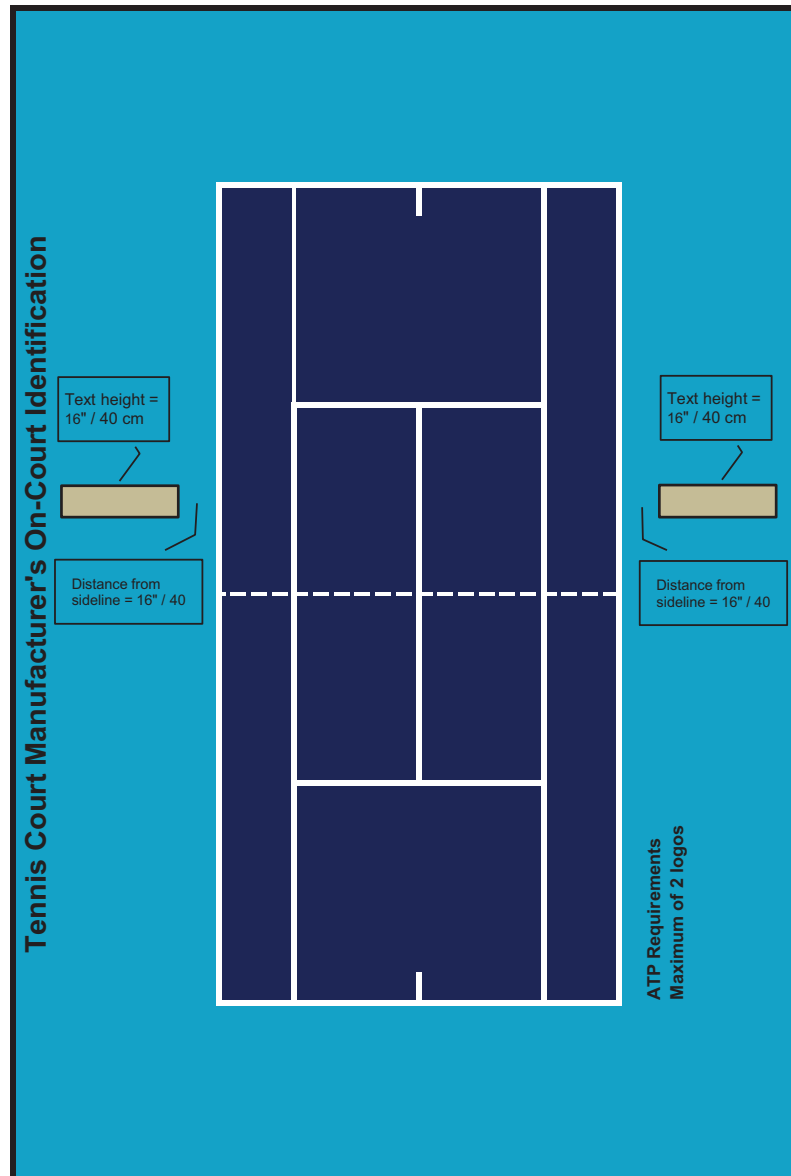 Tennis Court Manufacturer's On-Court Identification
Text height =
16" / 40 cm
Text height =
16" / 40 cm
Distance from
sideline = 16" / 40
Distance from
sideline = 16" / 40
ATP Requirements
Maximum of 2 logos